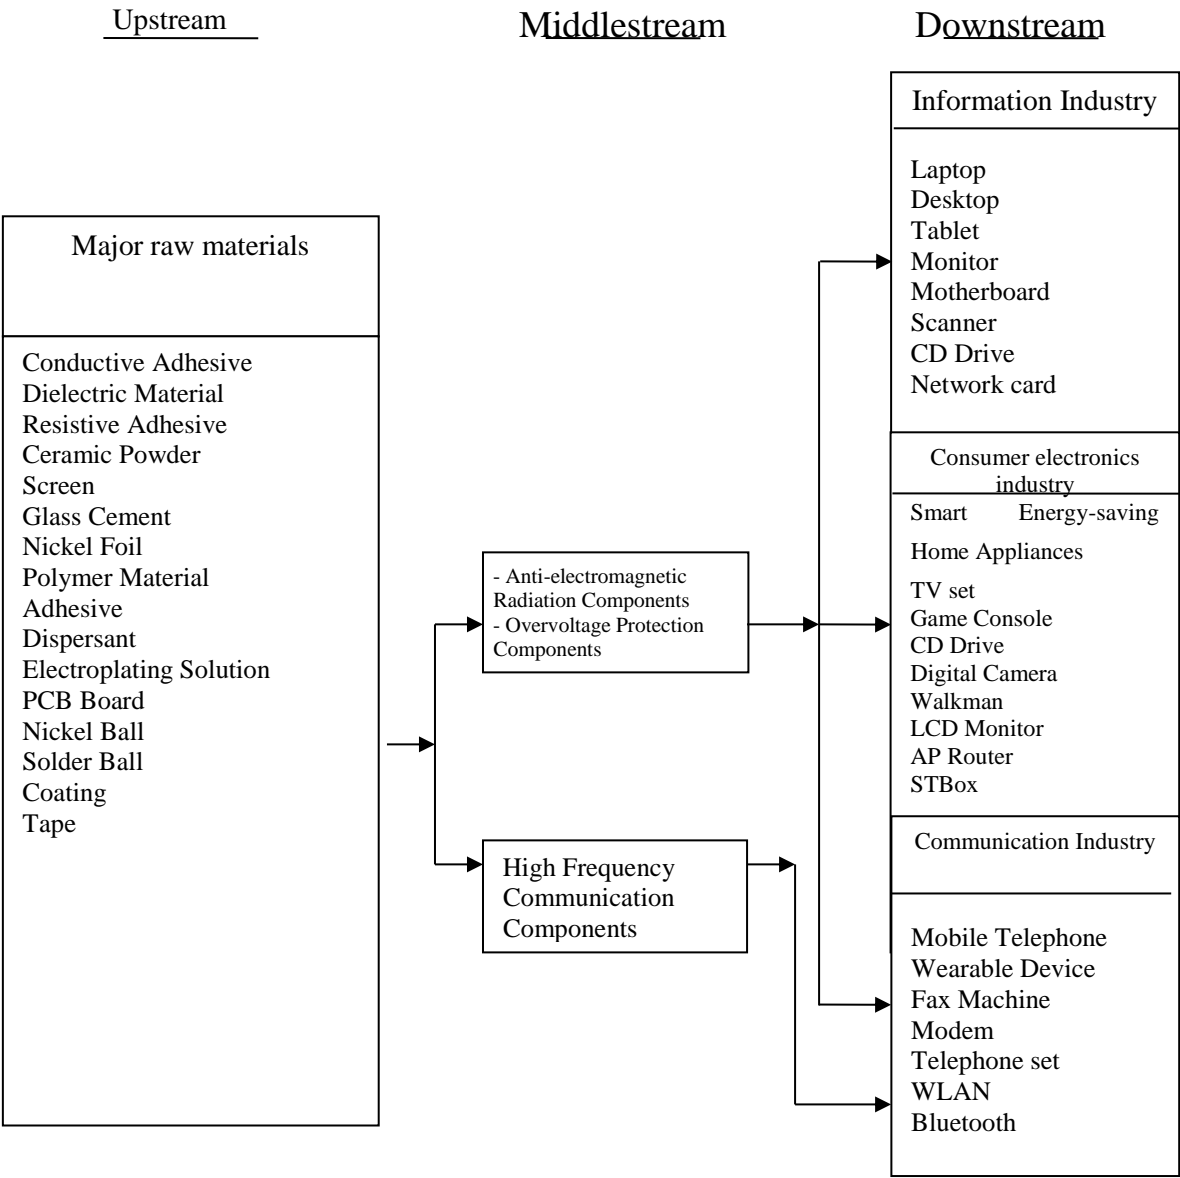 Upstream
Middlestream
Downstream
Major raw materials
Conductive Adhesive
Dielectric Material
Resistive Adhesive
Ceramic Powder
Screen
Glass Cement
Nickel Foil
Polymer Material
Adhesive
Dispersant
Electroplating Solution
PCB Board
Nickel Ball
Solder Ball
Coating
Tape
- Anti-electromagnetic
Radiation Components
- Overvoltage Protection
Components
High Frequency
Communication
Components
Information Industry
Laptop
Desktop
Tablet
Monitor
Motherboard
Scanner
CD Drive
Network card
Consumer electronics
industry
Smart Energy-saving
Home Appliances
TV set
Game Console
CD Drive
Digital Camera
Walkman
LCD Monitor
AP Router
STBox
Communication Industry
Mobile Telephone
Wearable Device
Fax Machine
Modem
Telephone set
WLAN
Bluetooth